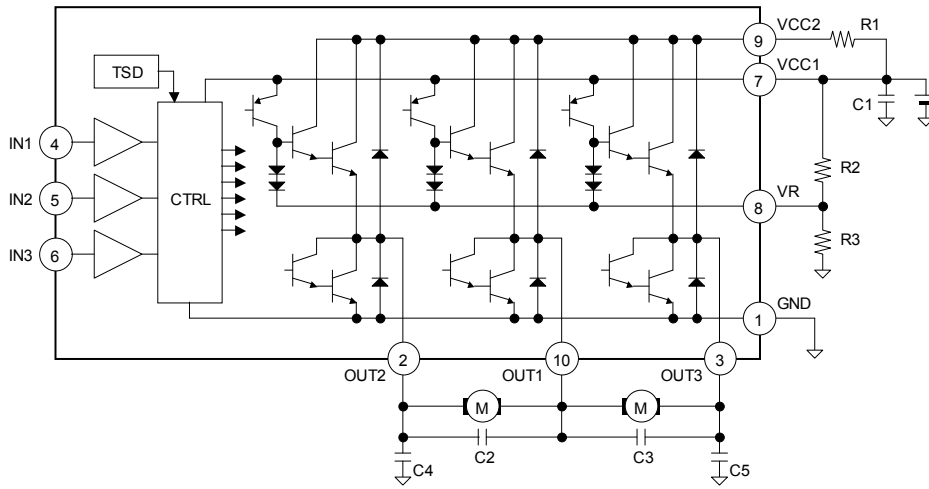 VCC2
R1
9
VCC1
7
TSD
C1
IN1
4
R2
IN2
5
CTRL
VR
8
IN3
6
R3
GND
1
2
10
3
OUT2
OUT1
OUT3
M
M
C4
C2
C3
C5